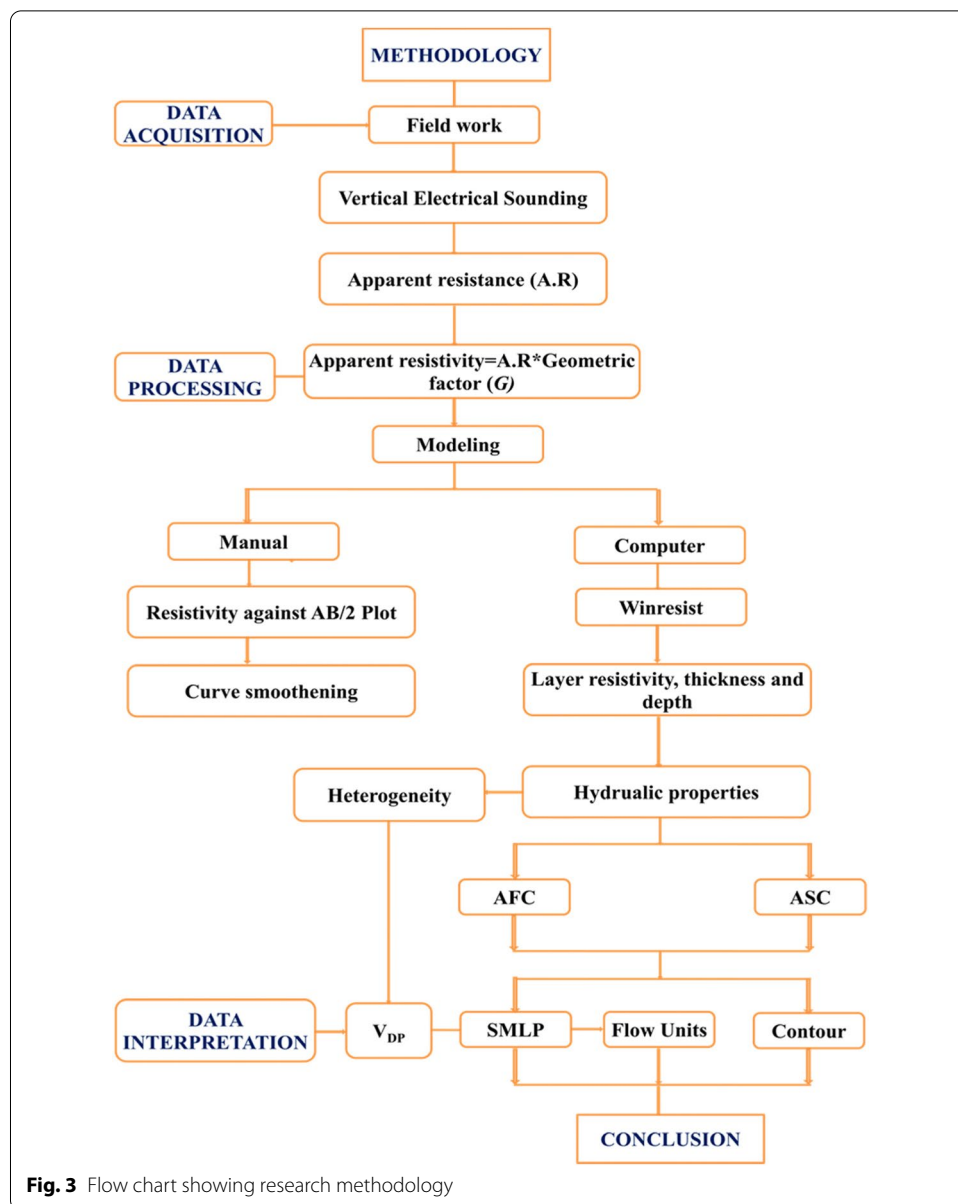 METHODOLOGY
DATA
ACQUISITION
Field work
Vertical Electrical Sounding
Apparent resistance (A.R)
DATA
PROCESSING
Apparent resistivity=A.R*Geometric
factor (G)
Modeling
Manual
Computer
Resistivity against AB/2 Plot
Winresist
Curve smoothening
Layer resistivity, thickness and
depth
Heterogeneity
Hydrualic properties
AFC
ASC
DATA
INTERPRETATION
VDP
SMLP
Flow Units
Contour
CONCLUSION
Fig. 3 Flow chart showing research methodology